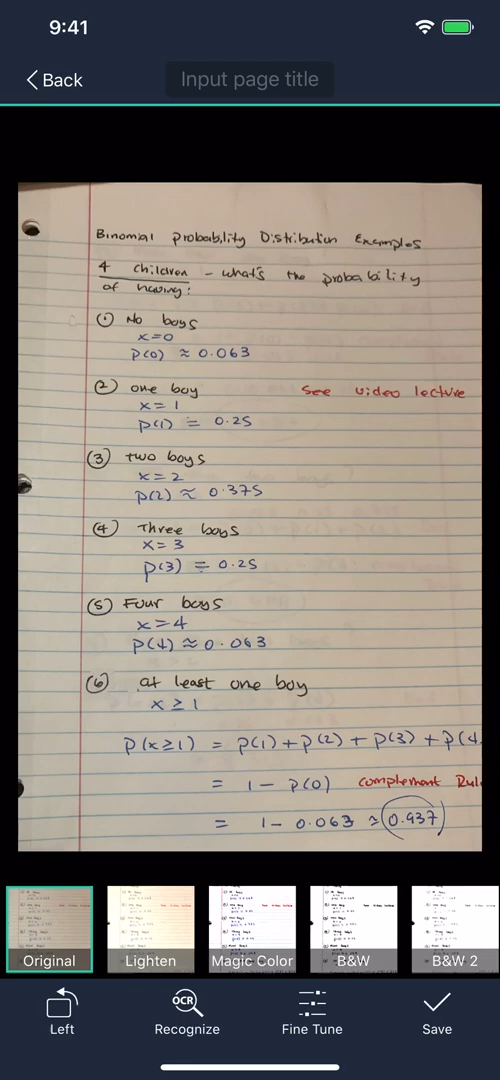 9:41
Back
Input page title
Binomial Probability Distribution Examples
4 children - what's the probability
of having:
(1) No boys
x=0
P(0) ≈ 0.063
(2) one boy
See video lecture
x=1
P(1) = 0.25
(3) two boys
x=2
P(2) ≈ 0.375
(4) Three boys
x=3
P(3) = 0.25
(5) Four boys
x=4
P(4) ≈ 0.063
(6) at least one boy
x ≥ 1
P(x≥1) = P(1) + P(2) + P(3) + P(4
= 1 - P(0) Complement Rul
= 1 - 0.063 ≈ 0.937
Original
Lighten
Magic Color
B&W
B&W 2
Left
OCR
Recognize
Fine Tune
Save